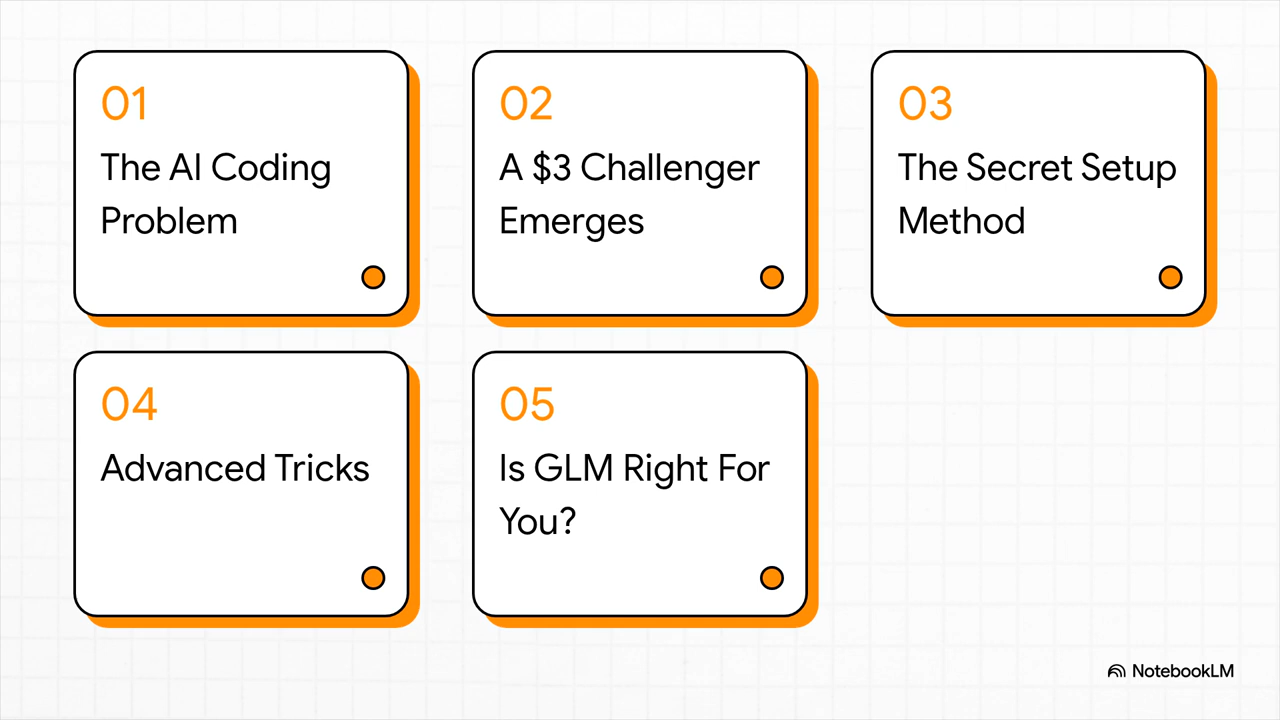 01
The AI Coding
Problem
02
A $3 Challenger
Emerges
03
The Secret Setup
Method
04
Advanced Tricks
05
Is GLM Right For
You?
NotebookLM